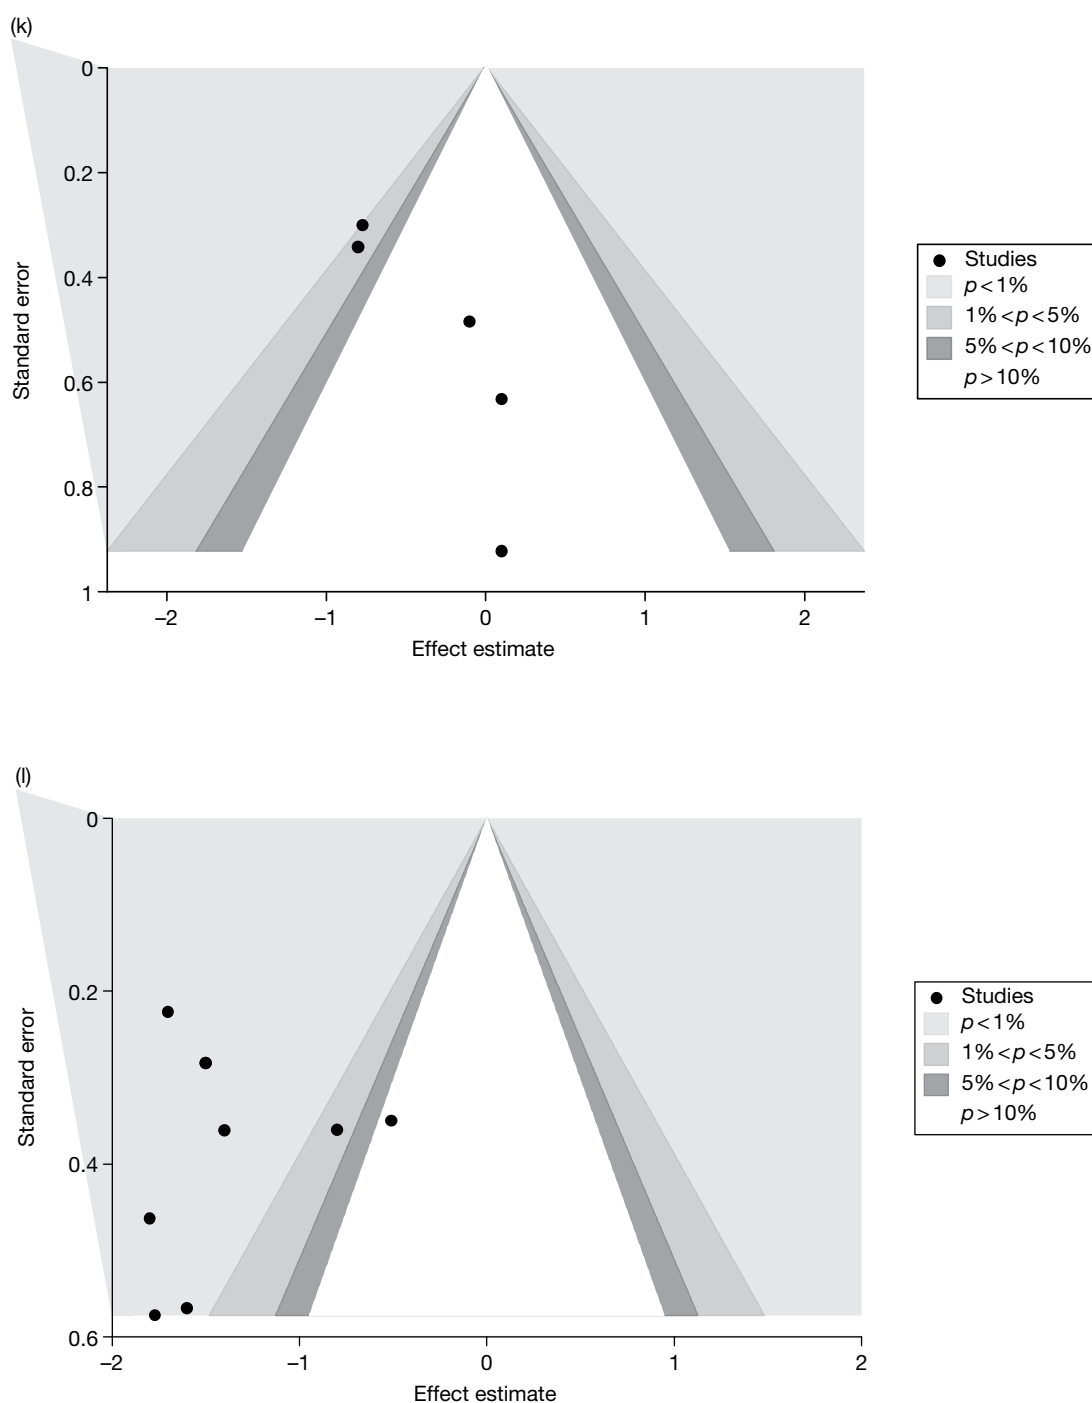 (k)
0
0.2
0.4
0.6
0.8
1
Standard error
–2 –1 0 1 2
Effect estimate
Studies
p<1%
1%<p<5%
5%<p<10%
p>10%
(l)
0
0.2
0.4
0.6
Standard error
–2 –1 0 1 2
Effect estimate
Studies
p<1%
1%<p<5%
5%<p<10%
p>10%